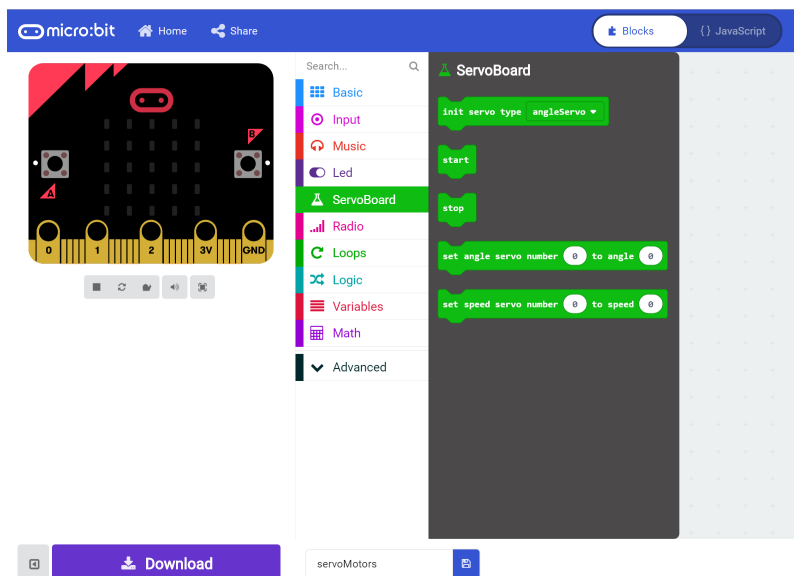 micro:bit
Home
Share
Blocks
{} JavaScript
B
A
0 1 2 3V GND
Search...
Basic
Input
Music
Led
ServoBoard
Radio
Loops
Logic
Variables
Math
Advanced
ServoBoard
init servo type angleServo
start
stop
set angle servo number 0 to angle 0
set speed servo number 0 to speed 0
Download
servoMotors